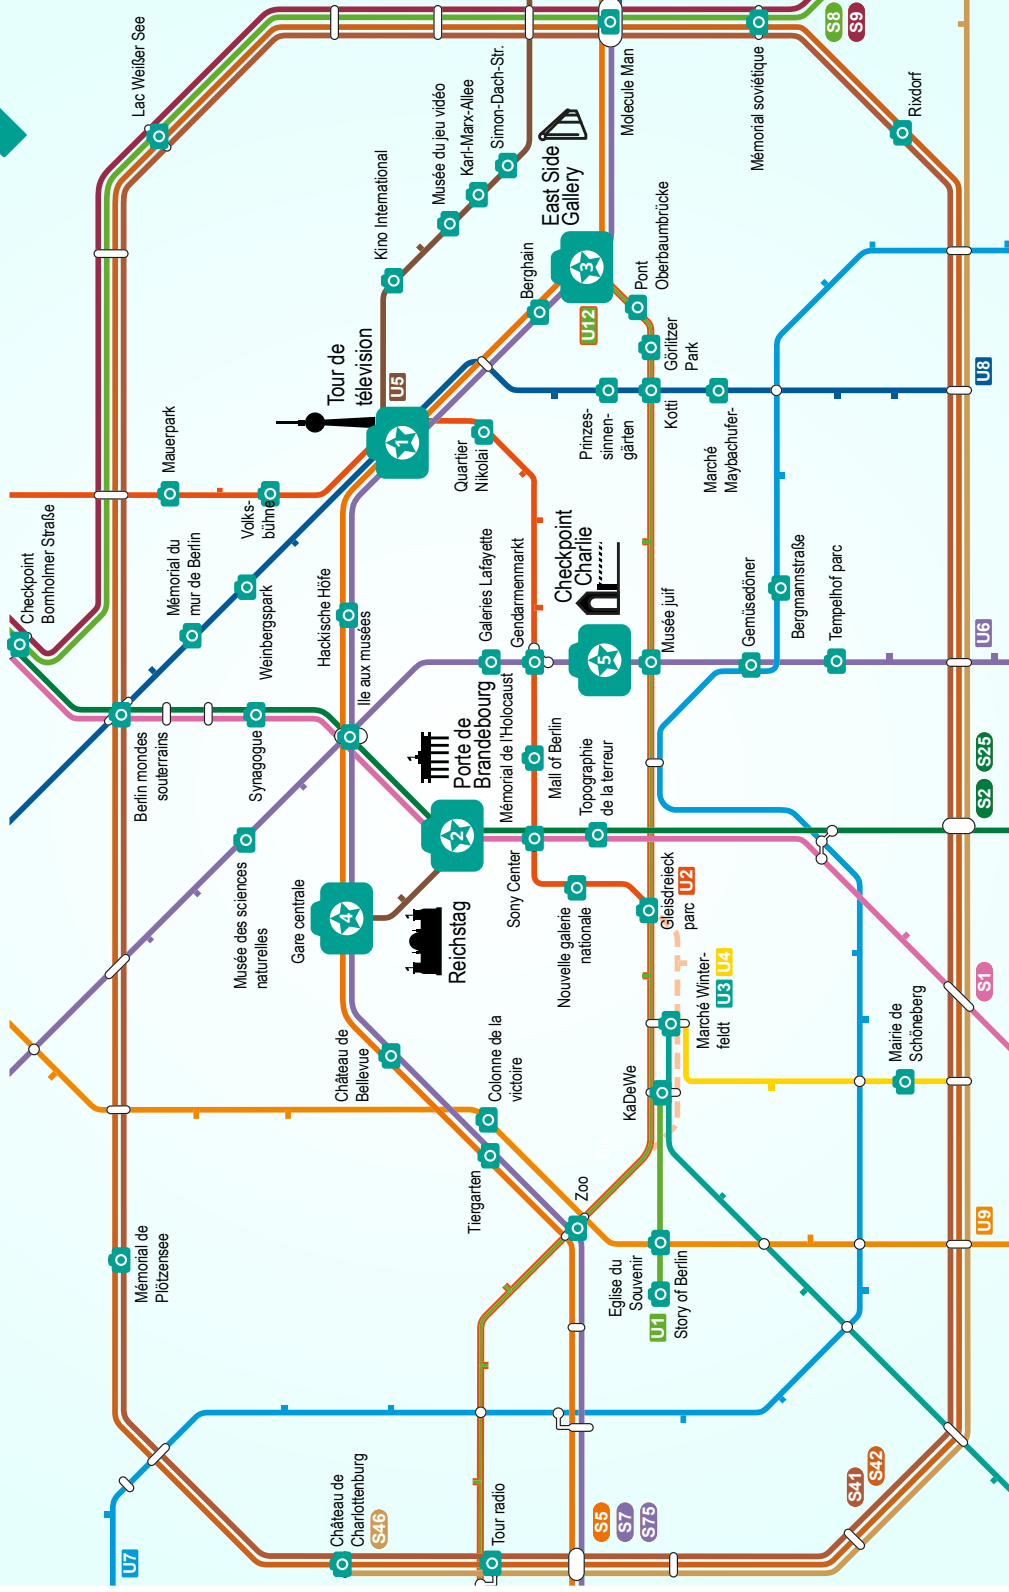 Lac Weißer See
S8
S9
Mémorial soviétique
Rixdorf
Molecule Man
Simon-Dach-Str.
Karl-Marx-Allee
Musée du jeu vidéo
Kino International
East Side
Gallery
3
Berghain
U12
Pont
Oberbaumbrücke
Görlitzer
Park
Tour de
télévision
U5
1
Mauerpark
Volks-
bühne
Quartier
Nikolai
Prinzes-
sinnen-
gärten
Kotti
Marché
Maybachufer-
U8
Checkpoint
Bornholmer Straße
Mémorial du
mur de Berlin
Weinbergspark
Hackische Höfe
Ile aux musées
Galeries Lafayette
Gendarmenmarkt
Checkpoint
Charlie
5
Musée juif
Gemüsedöner
Bergmannstraße
Tempelhof parc
U6
Berlin mondes
souterrains
Synagogue
Porte de
Brandebourg
2
Mémorial de l'Holocaust
Mall of Berlin
Topographie
de la terreur
S2
S25
Musée des sciences
naturelles
Gare centrale
4
Reichstag
Sony Center
Nouvelle galerie
nationale
Gleisdreieck
parc
U2
Marché Winter-
feldt
U3
U4
S1
Mairie de
Schöneberg
Château de
Bellevue
Colonne de la
victoire
KaDeWe
Tiergarten
Zoo
Eglise du
Souvenir
U1
Story of Berlin
U9
Mémorial de
Plötzensee
Château de
Charlottenburg
S46
Tour radio
S5
S7
S75
S41
S42
U7